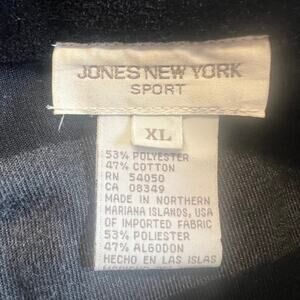 JONES NEW YORK
SPORT
XL
53% POLYESTER
47% COTTON
RN 54050
CA 08349
MADE IN NORTHERN
MARIANA ISLANDS, USA
OF IMPORTED FABRIC
53% POLIESTER
47% ALGODON
HECHO EN LAS ISLAS